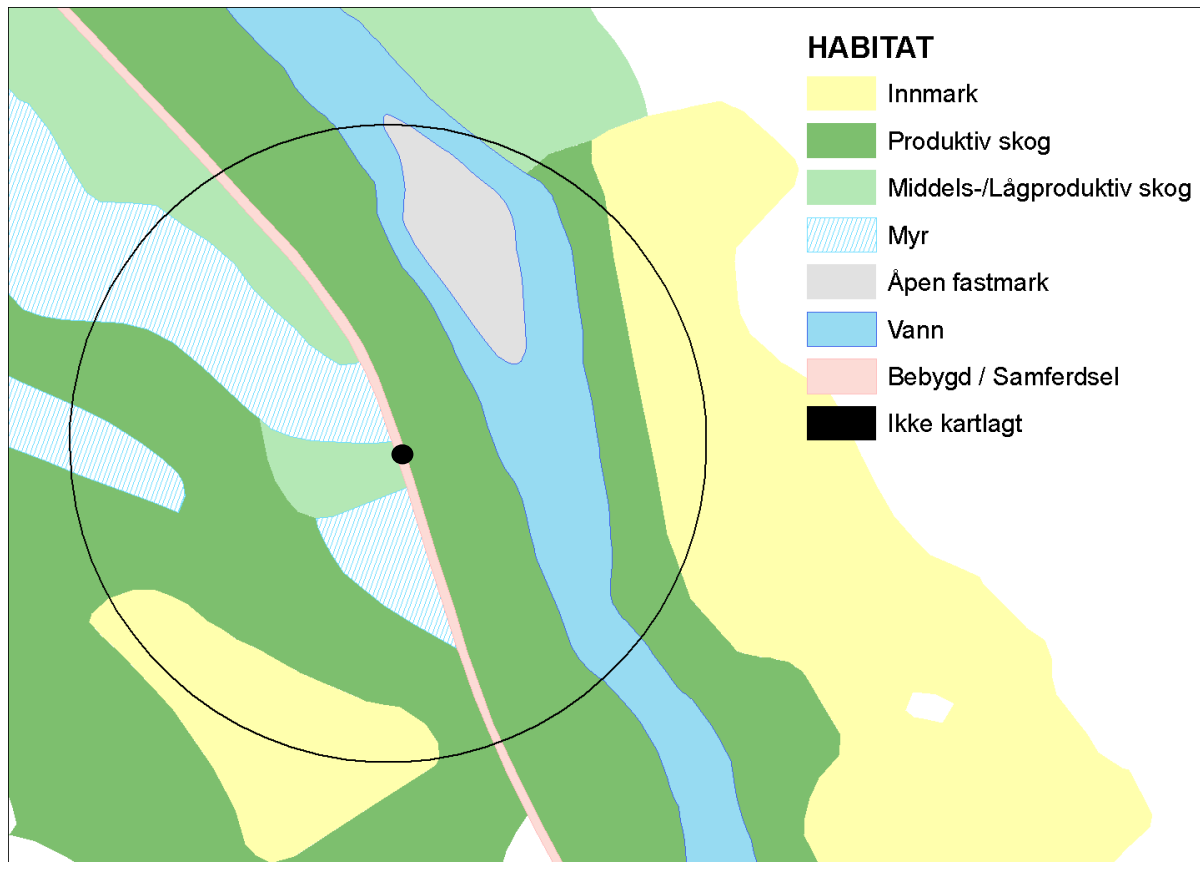 HABITAT
Innmark
Produktiv skog
Middels-/Lågproduktiv skog
Myr
Åpen fastmark
Vann
Bebygd / Samferdsel
Ikke kartlagt